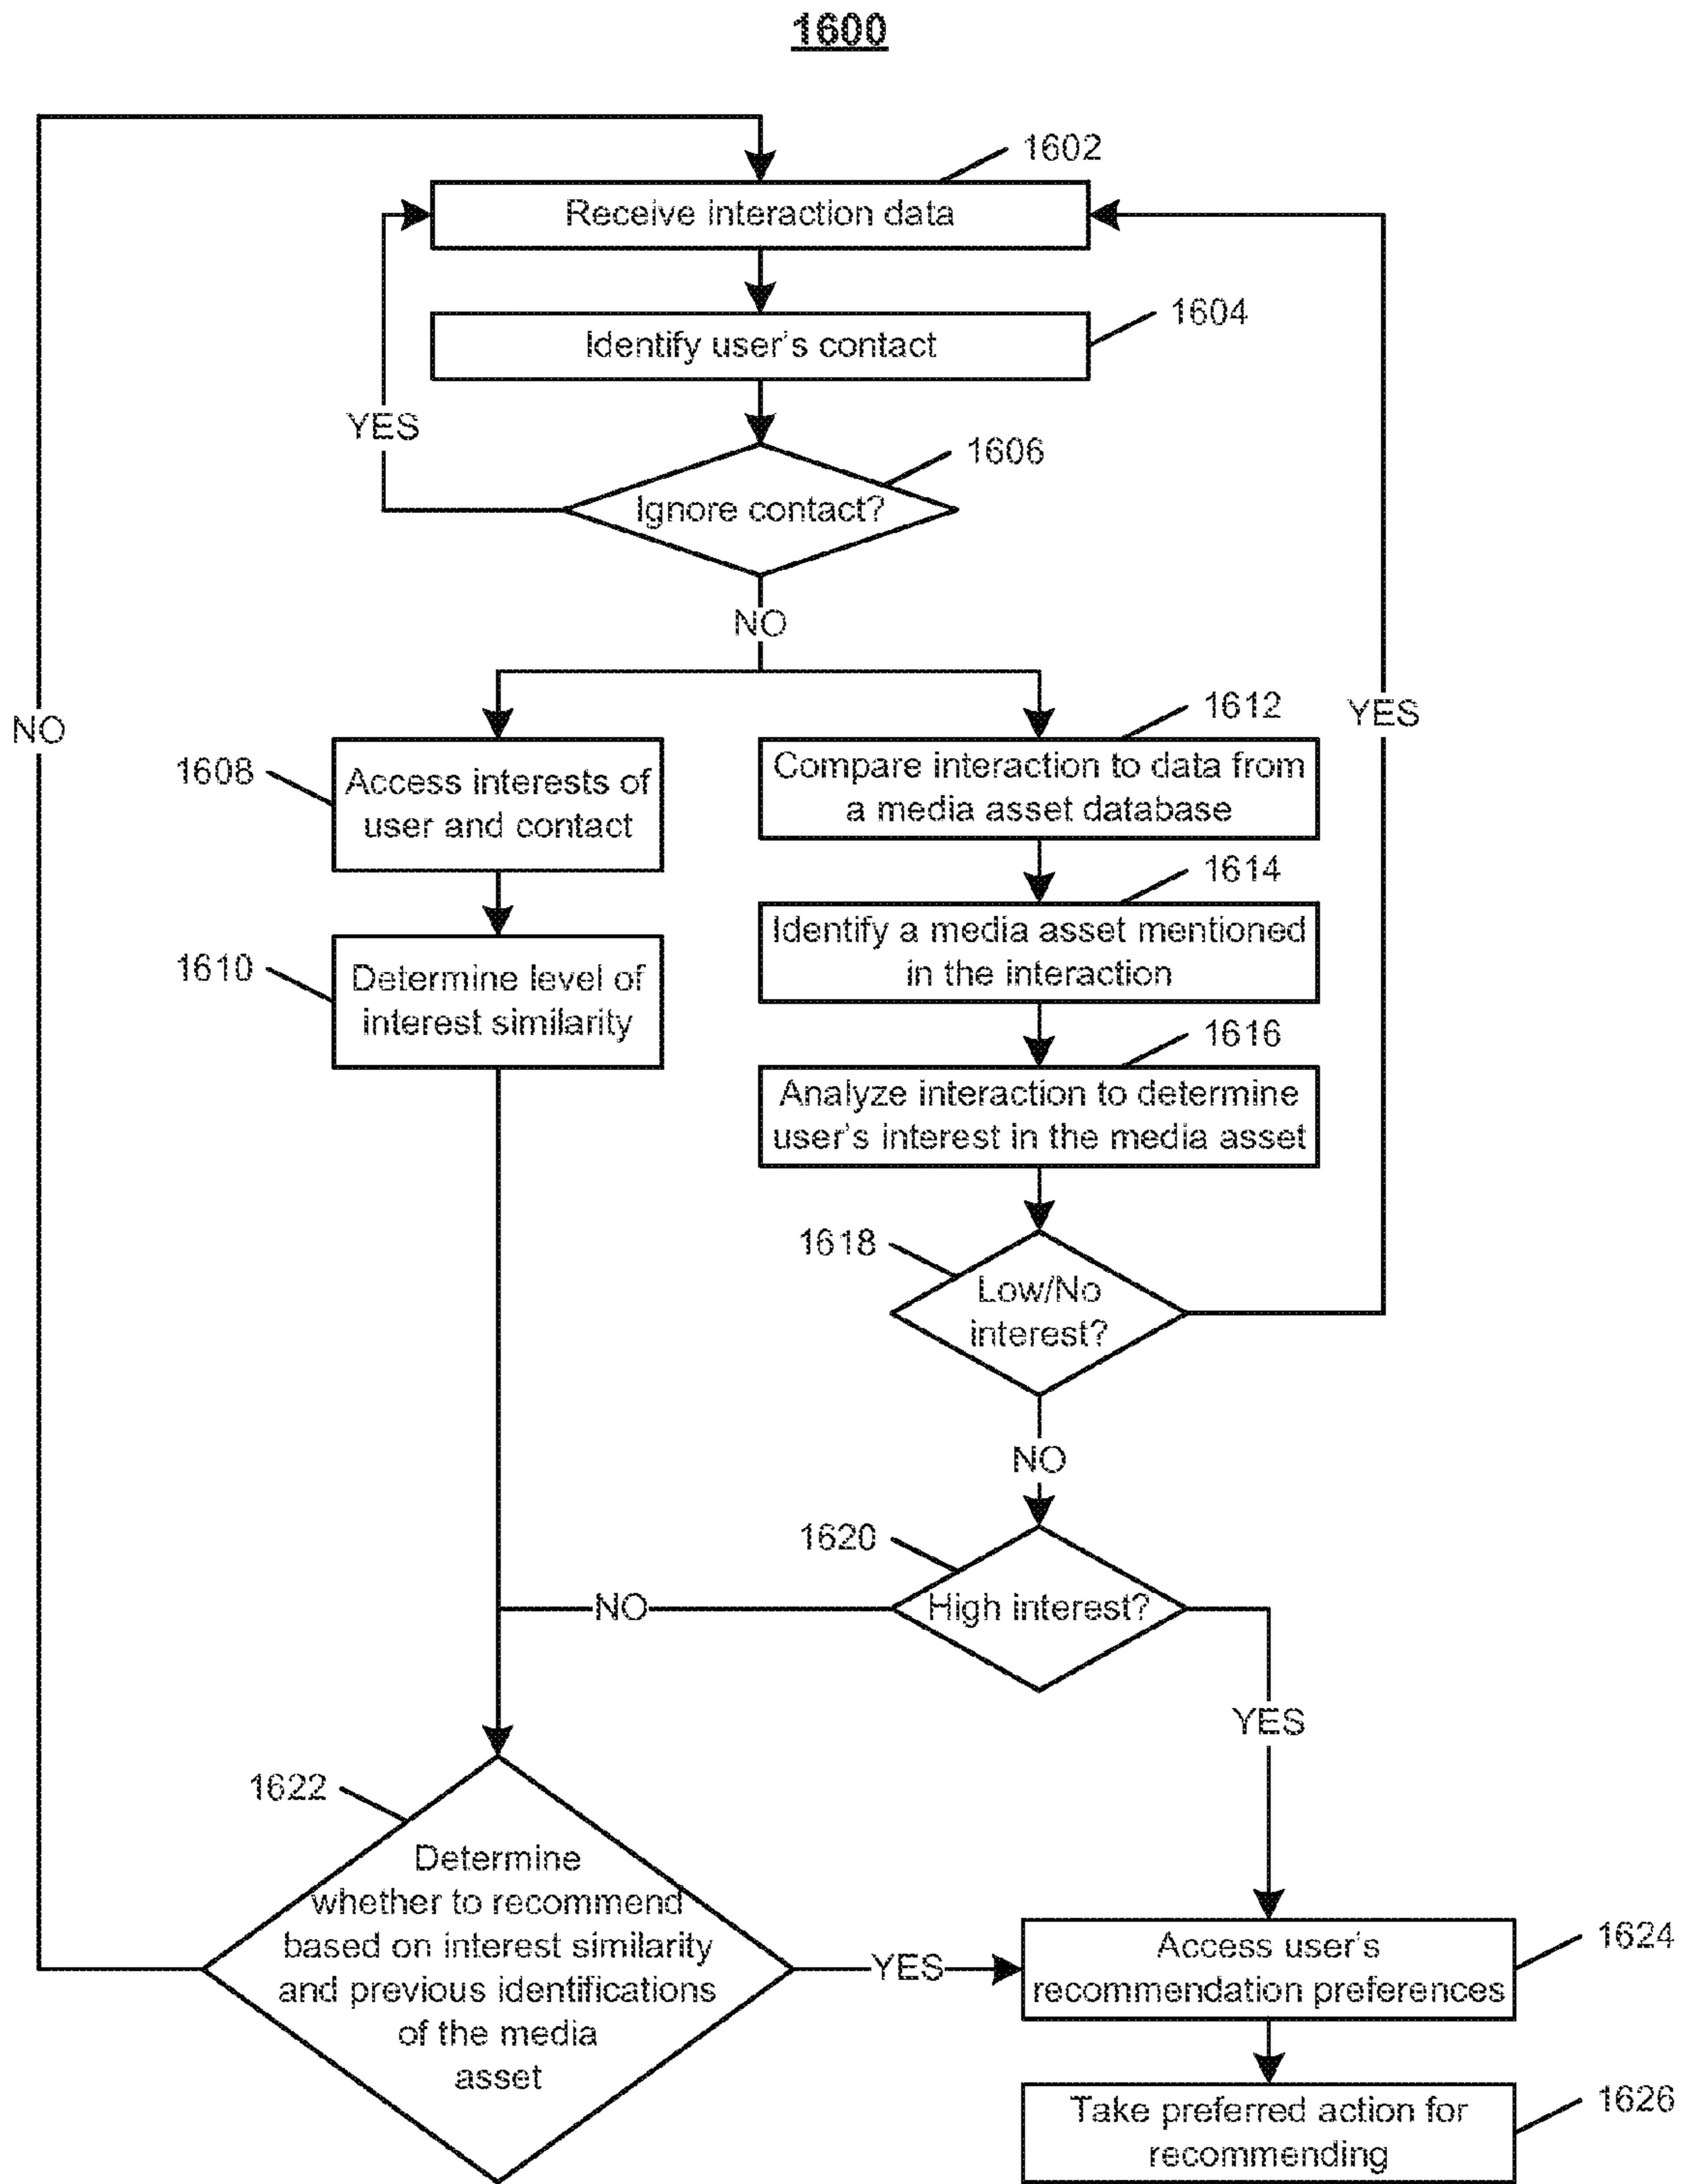 1600
1602
Receive interaction data
1604
Identify user's contact
YES
1606
Ignore contact?
NO
NO
YES
1608
Access interests of
user and contact
1610
Determine level of
interest similarity
1612
Compare interaction to data from
a media asset database
1614
Identify a media asset mentioned
in the interaction
1616
Analyze interaction to determine
user's interest in the media asset
1618
Low/No
interest?
NO
1620
High interest?
NO
YES
1622
Determine
whether to recommend
based on interest similarity
and previous identifications
of the media
asset
YES
1624
Access user's
recommendation preferences
1626
Take preferred action for
recommending